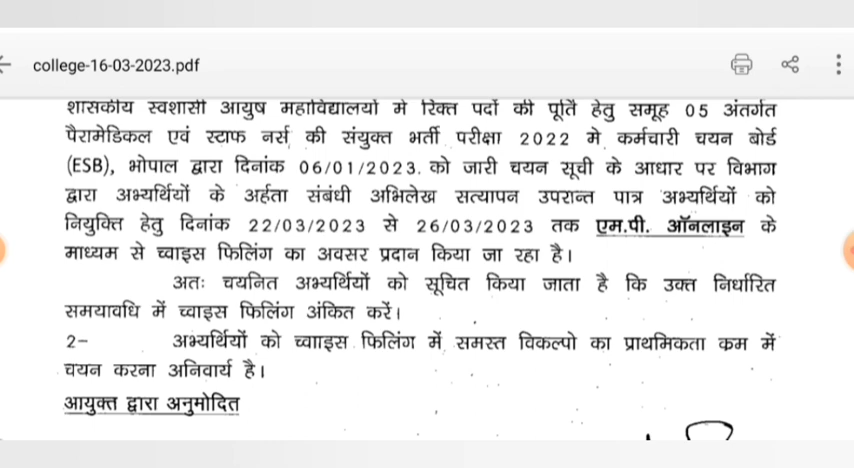 college-16-03-2023.pdf
शासकीय स्वशासी आयुष महाविद्यालयों मे रिक्त पदों की पूर्ति हेतु समूह 05 अंतर्गत
पैरामेडिकल एवं स्टाफ नर्स की संयुक्त भर्ती परीक्षा 2022 मे कर्मचारी चयन बोर्ड
(ESB), भोपाल द्वारा दिनांक 06/01/2023. को जारी चयन सूची के आधार पर विभाग
द्वारा अभ्यर्थियों के अर्हता संबंधी अभिलेख सत्यापन उपरान्त पात्र अभ्यर्थियों को
नियुक्ति हेतु दिनांक 22/03/2023 से 26/03/2023 तक एम.पी. ऑनलाइन के
माध्यम से च्वाइस फिलिंग का अवसर प्रदान किया जा रहा है।
अतः चयनित अभ्यर्थियों को सूचित किया जाता है कि उक्त निर्धारित
समयावधि में च्वाइस फिलिंग अंकित करें।
2- अभ्यर्थियों को च्वााइस फिलिंग में समस्त विकल्पो का प्राथमिकता क्रम में
चयन करना अनिवार्य है।
आयुक्त द्वारा अनुमोदित